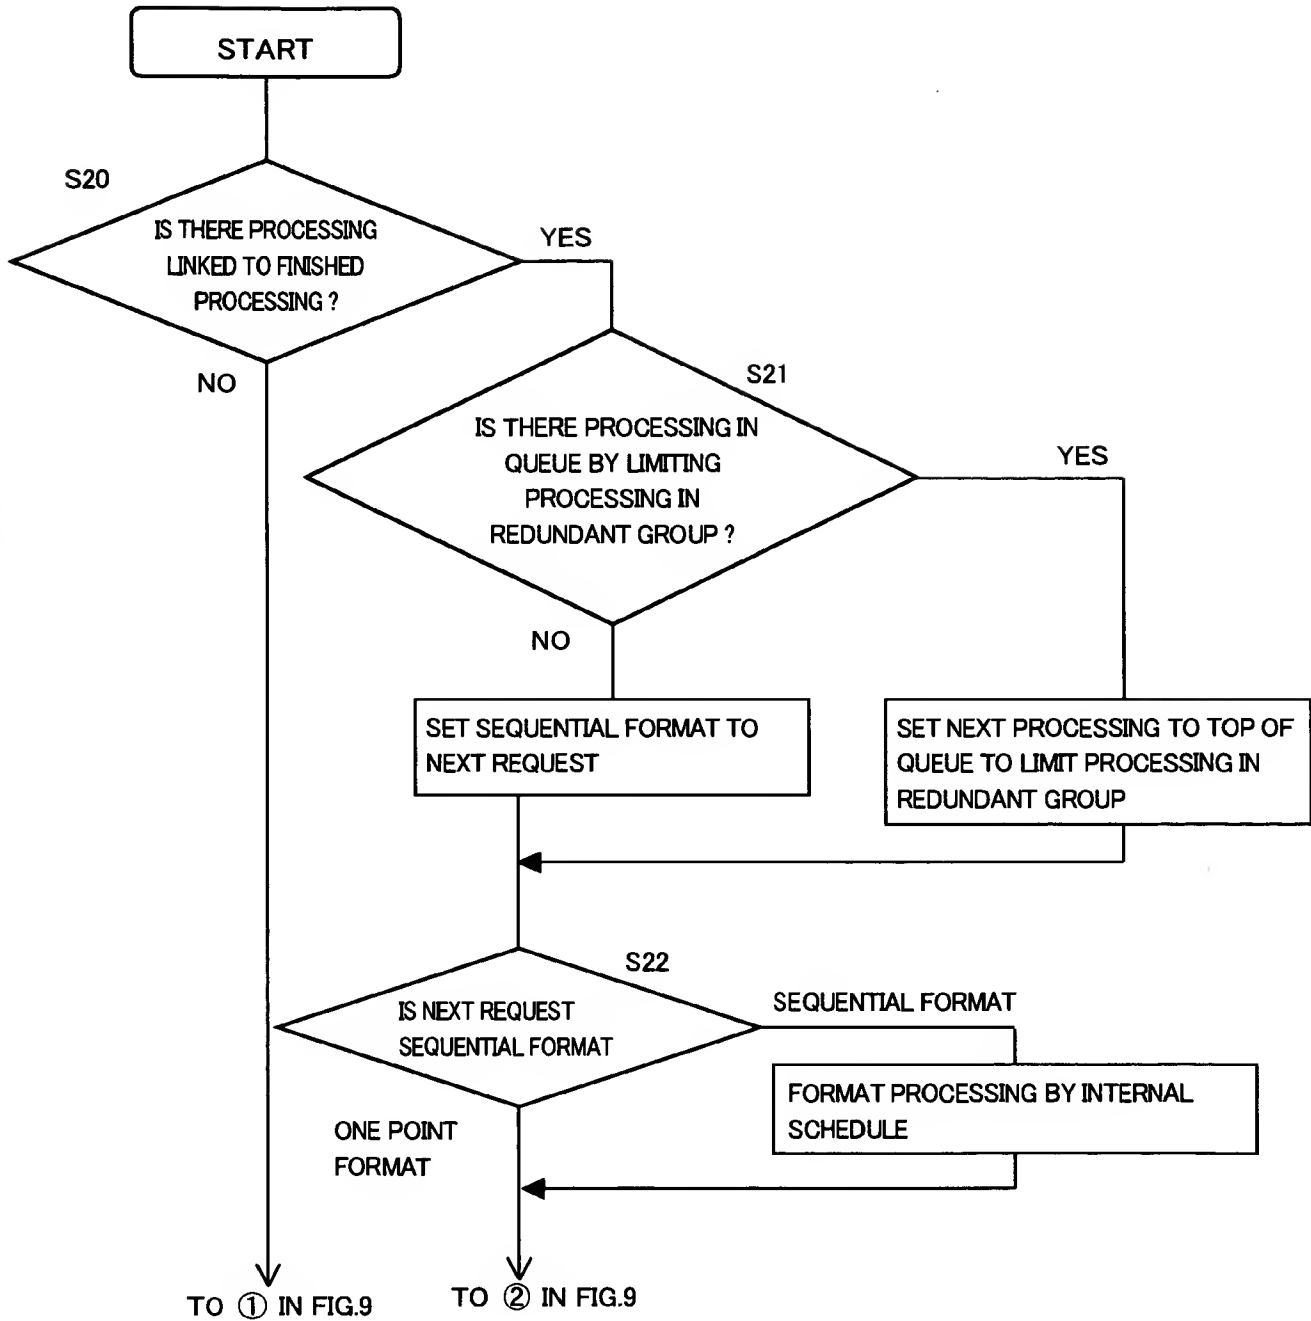 START
S20
IS THERE PROCESSING
LINKED TO FINISHED
PROCESSING ?
YES
NO
S21
IS THERE PROCESSING IN
QUEUE BY LIMITING
PROCESSING IN
REDUNDANT GROUP ?
YES
NO
SET SEQUENTIAL FORMAT TO
NEXT REQUEST
SET NEXT PROCESSING TO TOP OF
QUEUE TO LIMIT PROCESSING IN
REDUNDANT GROUP
S22
IS NEXT REQUEST
SEQUENTIAL FORMAT
SEQUENTIAL FORMAT
FORMAT PROCESSING BY INTERNAL
SCHEDULE
ONE POINT
FORMAT
TO ① IN FIG.9
TO ② IN FIG.9